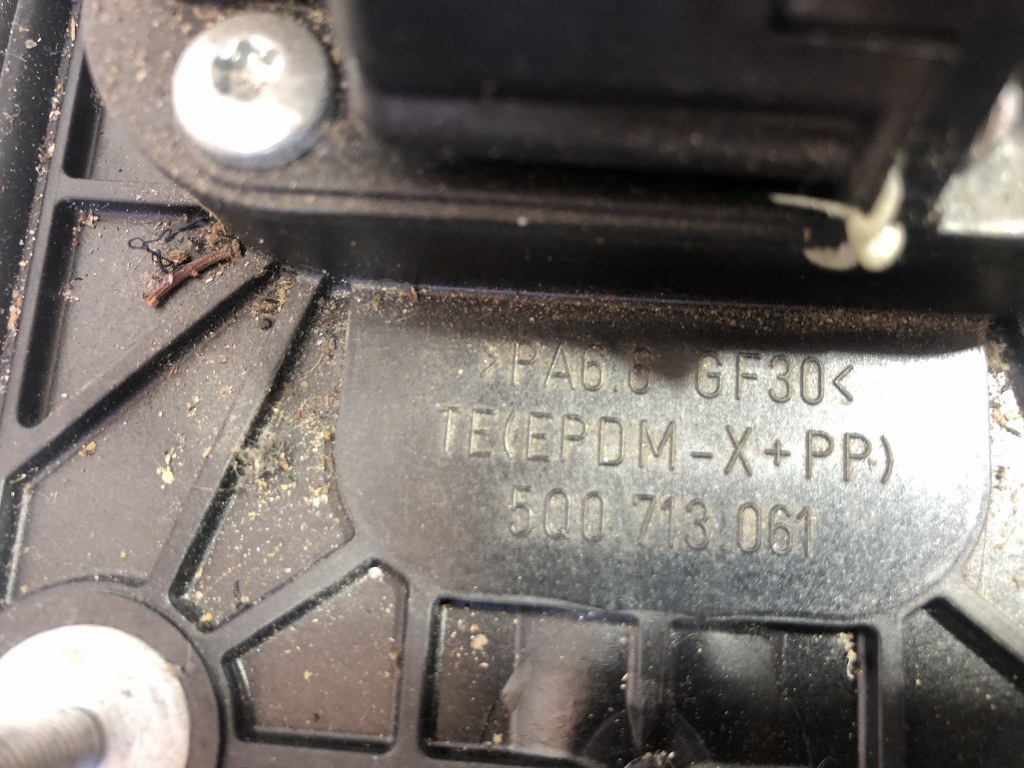 >PA6.6 GF30<
TE(EPDM-X+PP)
5Q0.713.061